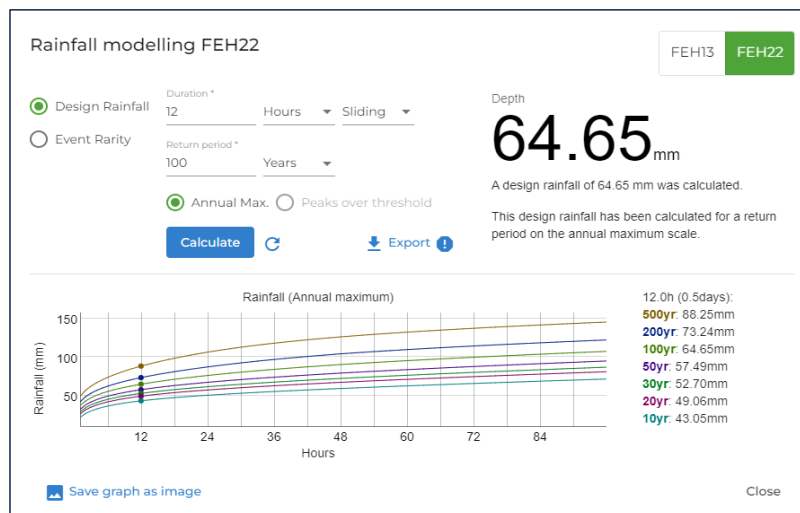 Rainfall modelling FEH22
FEH13 FEH22
Design Rainfall
Event Rarity
Duration *
12 Hours Sliding
Return period *
100 Years
Annual Max. Peaks over threshold
Calculate Export
Depth
64.65mm
A design rainfall of 64.65 mm was calculated.
This design rainfall has been calculated for a return
period on the annual maximum scale.
Rainfall (Annual maximum)
Rainfall (mm)
150
100
50
12 24 36 48 60 72 84
Hours
12.0h (0.5days):
500yr: 88.25mm
200yr: 73.24mm
100yr: 64.65mm
50yr: 57.49mm
30yr: 52.70mm
20yr: 49.06mm
10yr: 43.05mm
Save graph as image
Close